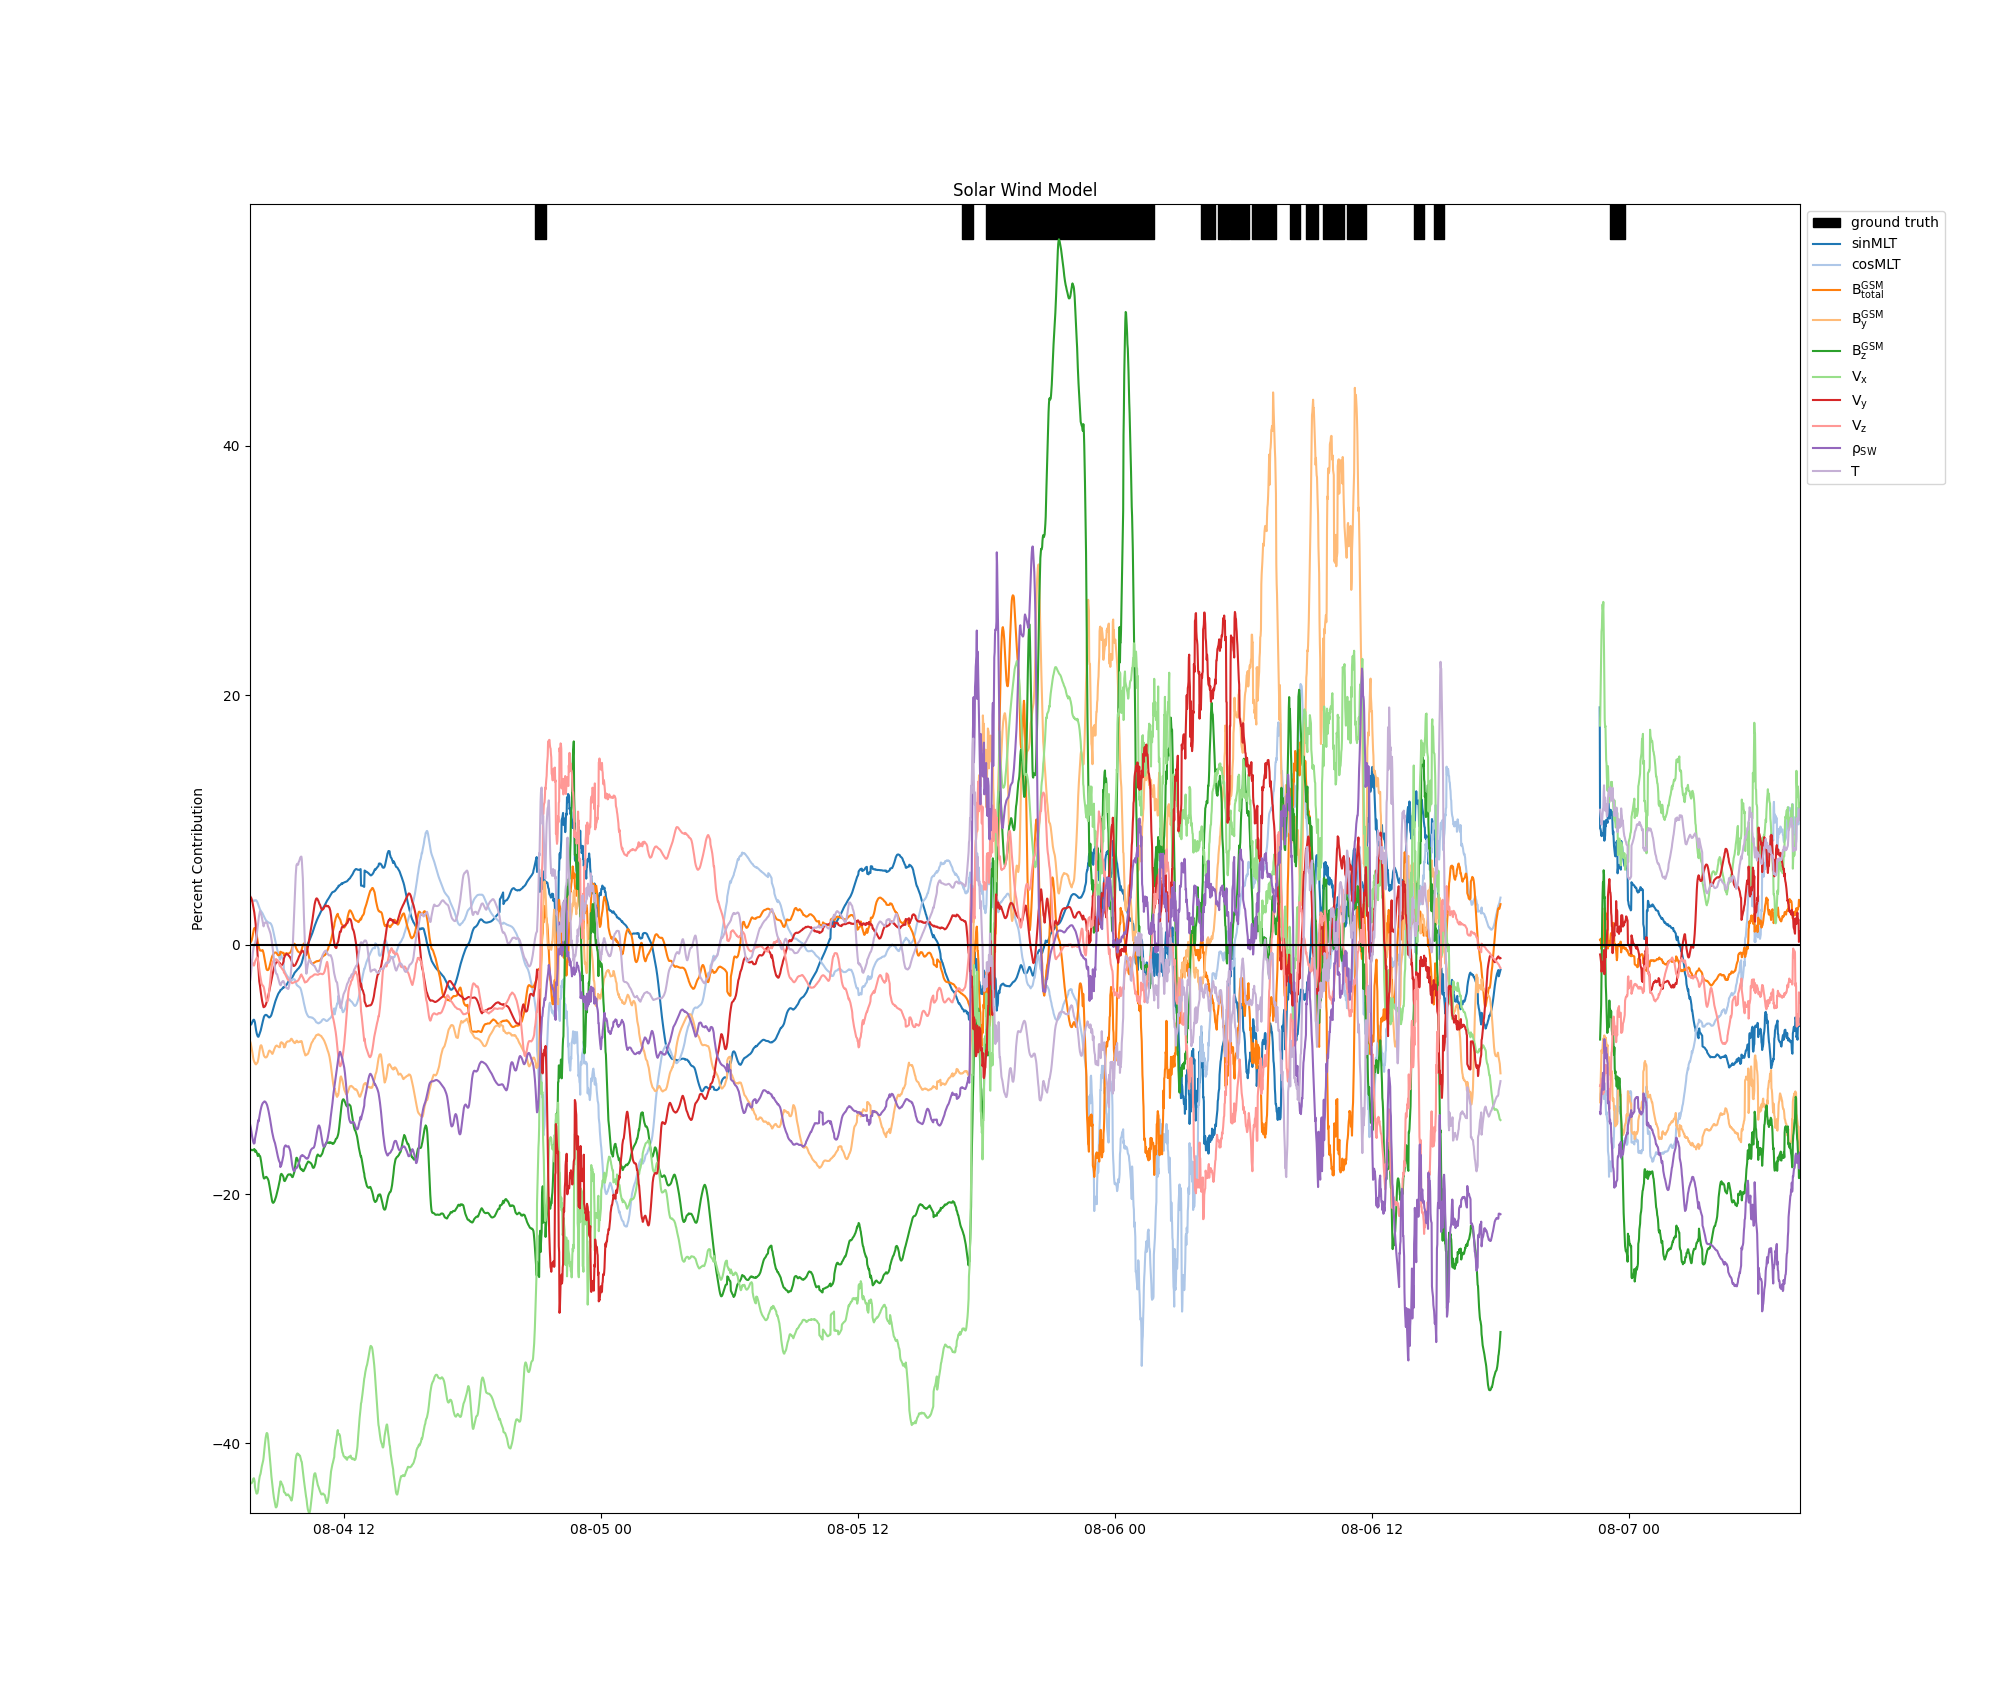 Solar Wind Model
Percent Contribution
40
20
0
−20
−40
08-04 12
08-05 00
08-05 12
08-06 00
08-06 12
08-07 00
ground truth
sinMLT
cosMLT
B_total^GSM
B_y^GSM
B_z^GSM
V_x
V_y
V_z
ρ_SW
T